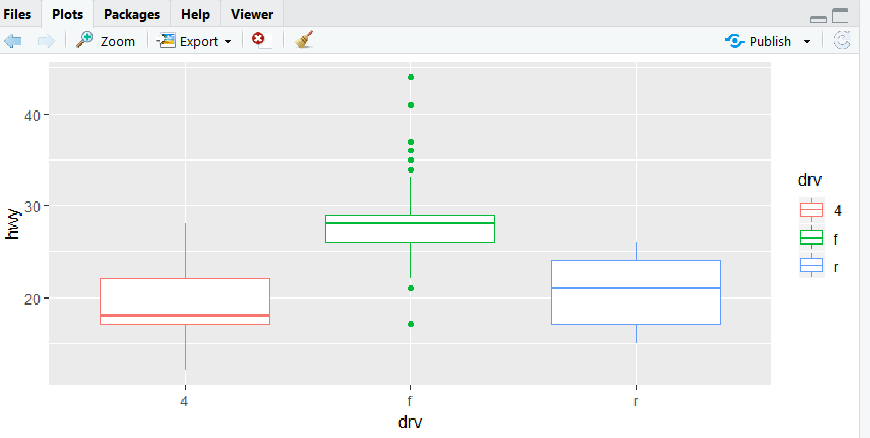 Files Plots Packages Help Viewer
Zoom Export Publish
40
30
20
hwy
4 f r
drv
drv
4
f
r